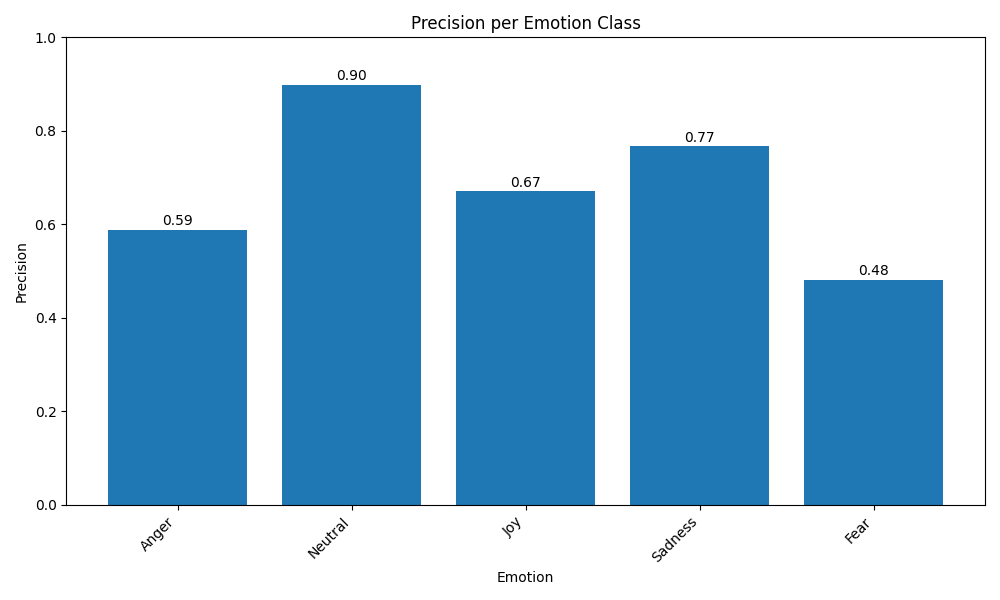 Precision per Emotion Class
1.0
0.8
0.6
0.4
0.2
0.0
Precision
0.59
0.90
0.67
0.77
0.48
Anger
Neutral
Joy
Sadness
Fear
Emotion